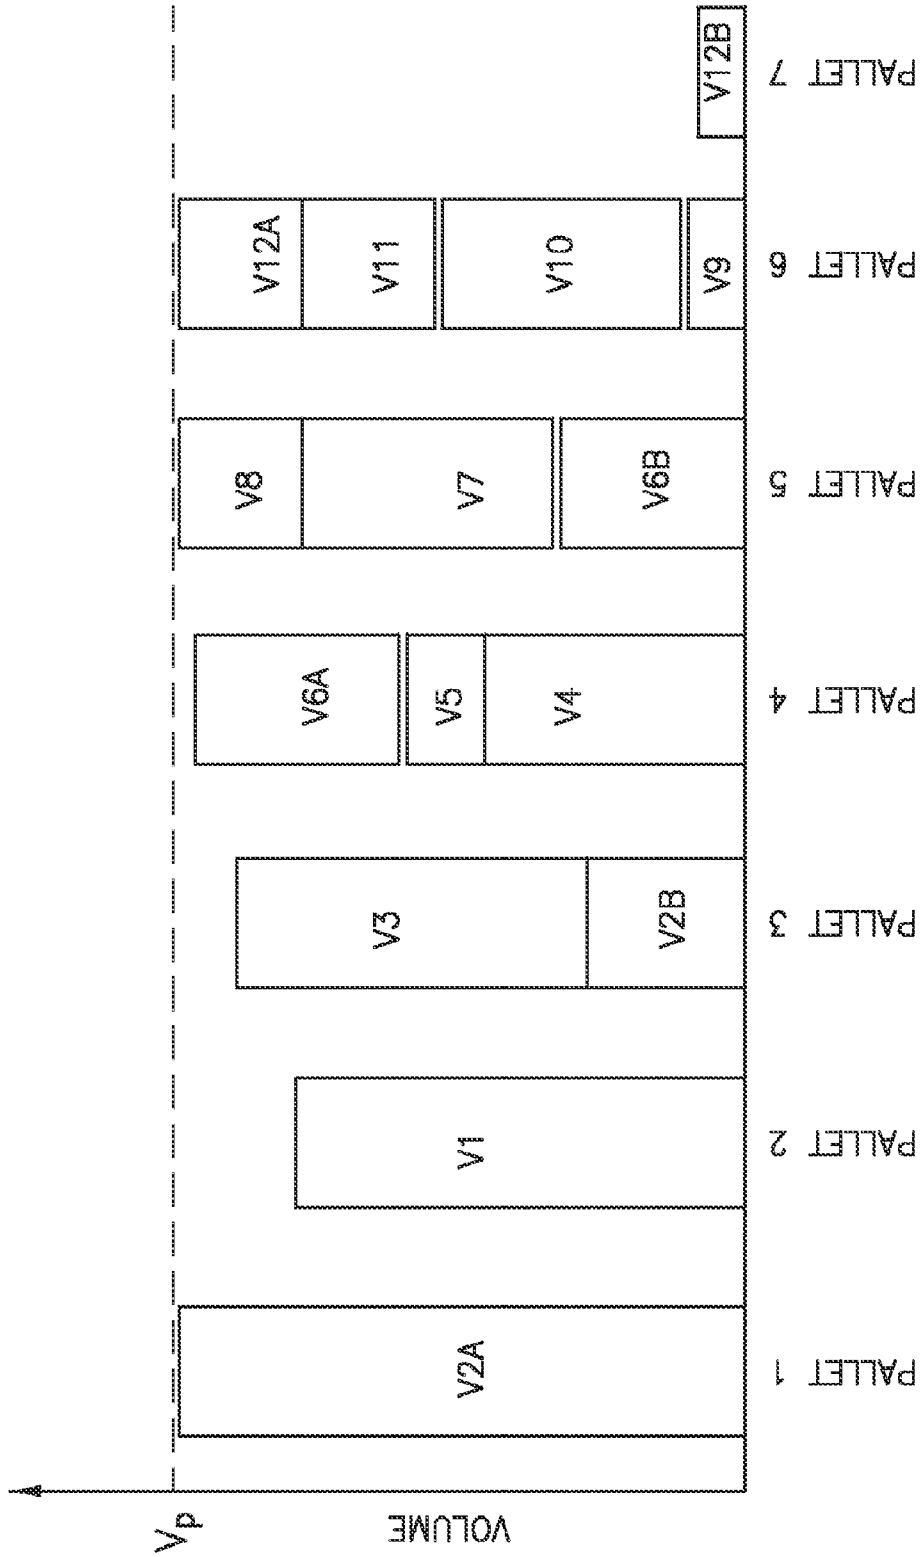 Vp
VOLUME
V2A
V1
V3
V2B
V6A
V5
V4
V8
V7
V6B
V12A
V11
V10
V9
V12B
PALLET 1
PALLET 2
PALLET 3
PALLET 4
PALLET 5
PALLET 6
PALLET 7